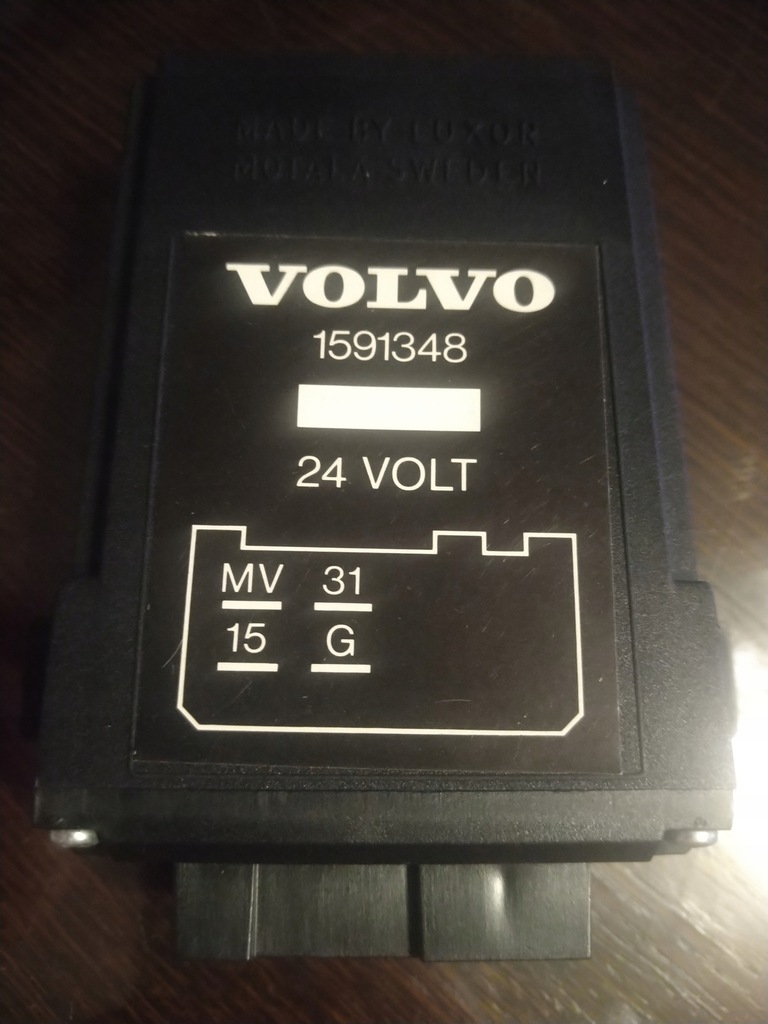 MADE BY LUXOR
MOTALA SWEDEN
VOLVO
1591348
24 VOLT
MV 31
15 G